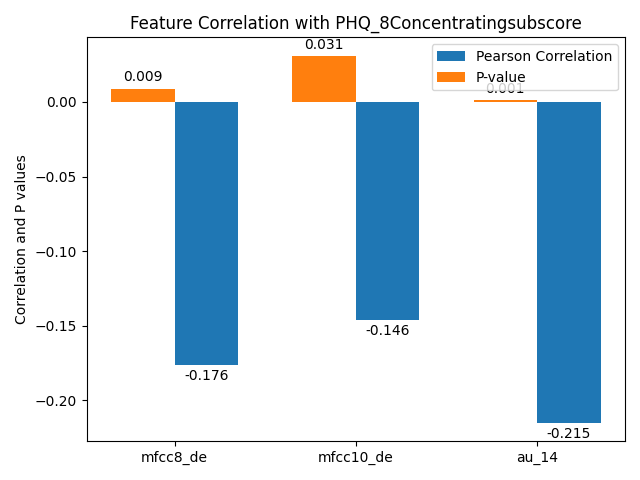 Feature Correlation with PHQ_8Concentratingsubscore
Pearson Correlation
P-value
0.009
0.031
0.001
-0.176
-0.146
-0.215
0.00
−0.05
−0.10
−0.15
−0.20
Correlation and P values
mfcc8_de
mfcc10_de
au_14